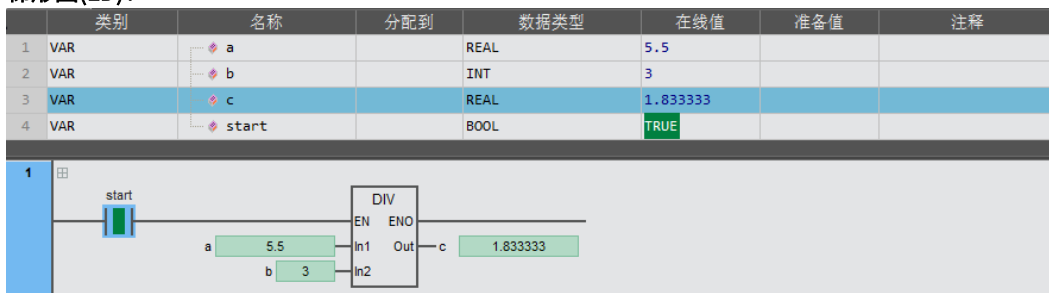 类别 名称 分配到 数据类型 在线值 准备值 注释
1 VAR a REAL 5.5
2 VAR b INT 3
3 VAR c REAL 1.833333
4 VAR start BOOL TRUE
1
start
DIV
EN ENO
a 5.5 In1 Out c 1.833333
b 3 In2